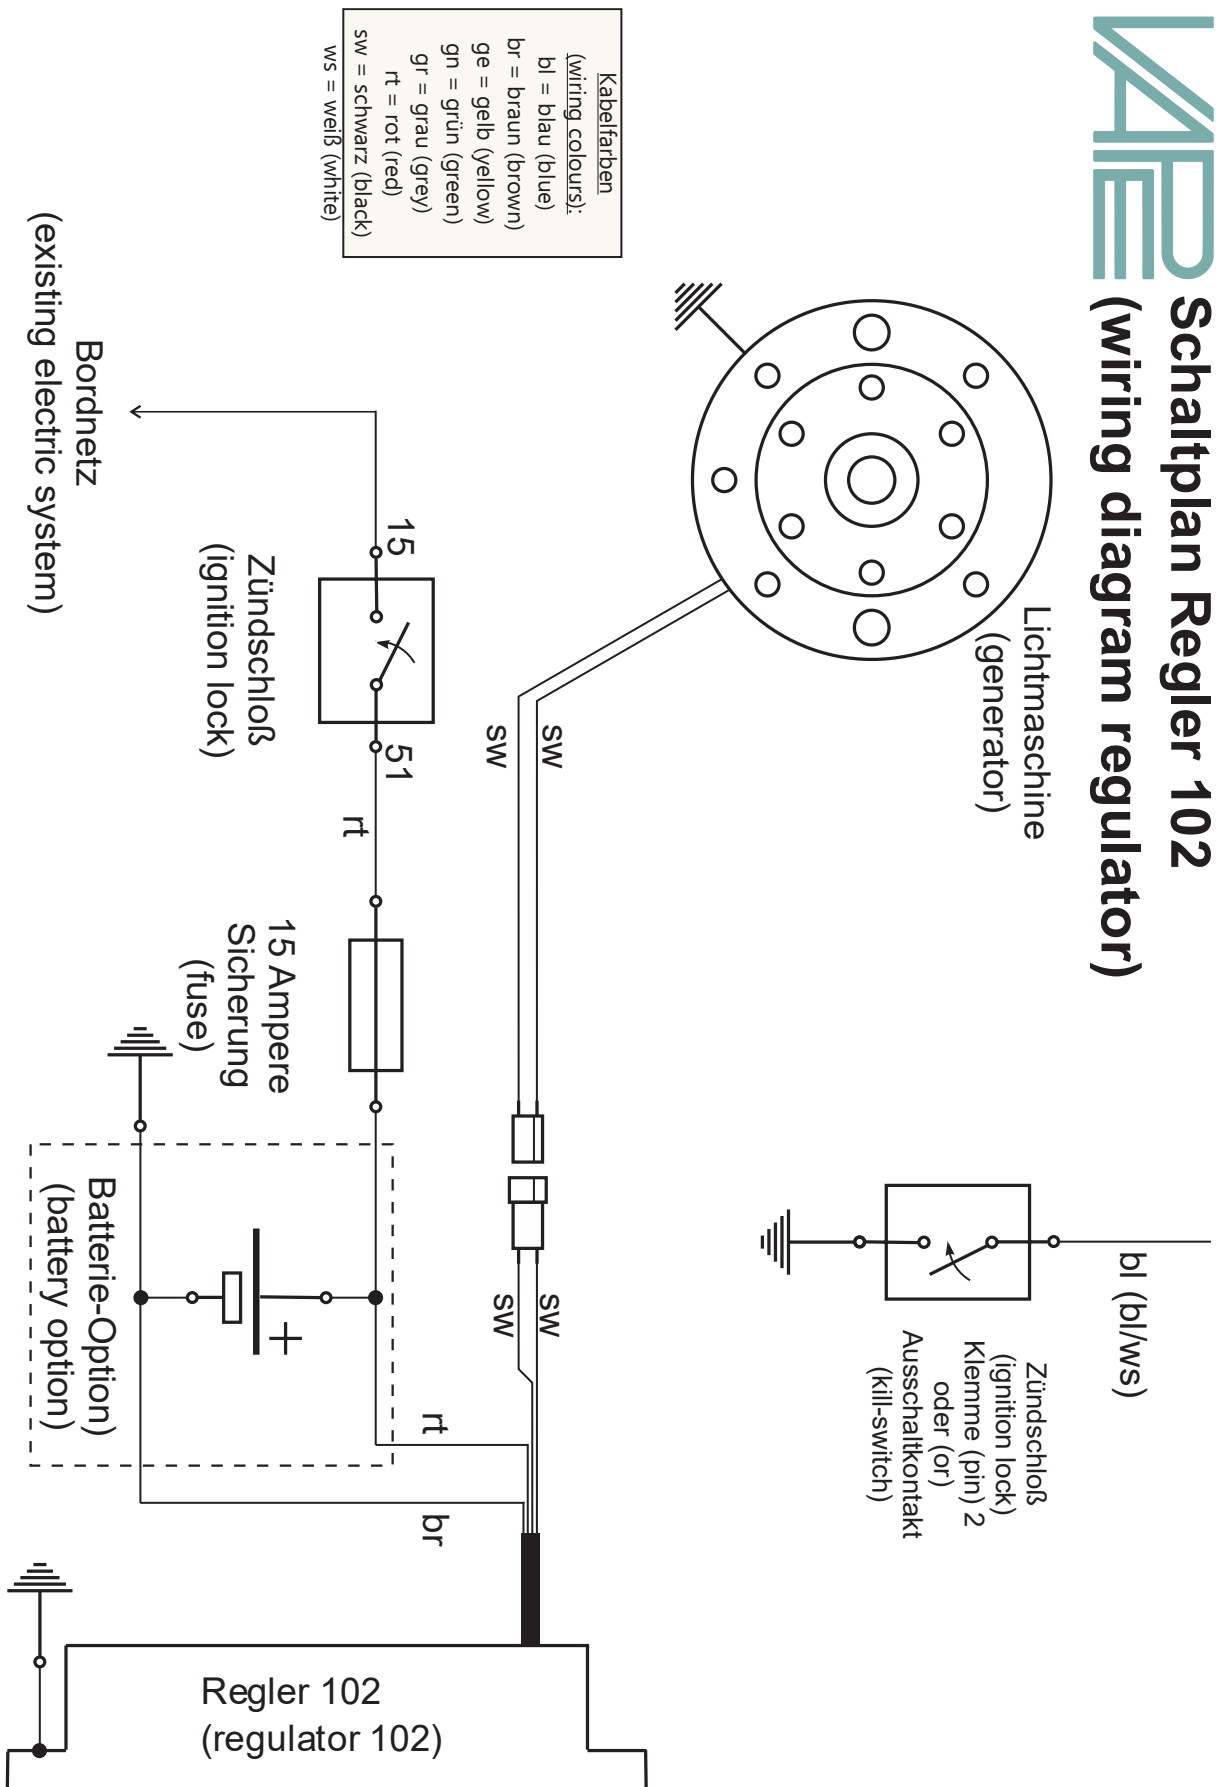 VAPE
Schaltplan Regler 102
(wiring diagram regulator)
Kabelfarben
(wiring colours):
bl = blau (blue)
br = braun (brown)
ge = gelb (yellow)
gn = grün (green)
gr = grau (grey)
rt = rot (red)
sw = schwarz (black)
ws = weiß (white)
Lichtmaschine
(generator)
sw
sw
sw
sw
bl (bl/ws)
Zündschloß
(ignition lock)
Klemme (pin) 2
oder (or)
Ausschaltkontakt
(kill-switch)
15
51
Zündschloß
(ignition lock)
rt
15 Ampere
Sicherung
(fuse)
Bordnetz
(existing electric system)
+
Batterie-Option)
(battery option)
rt
br
Regler 102
(regulator 102)